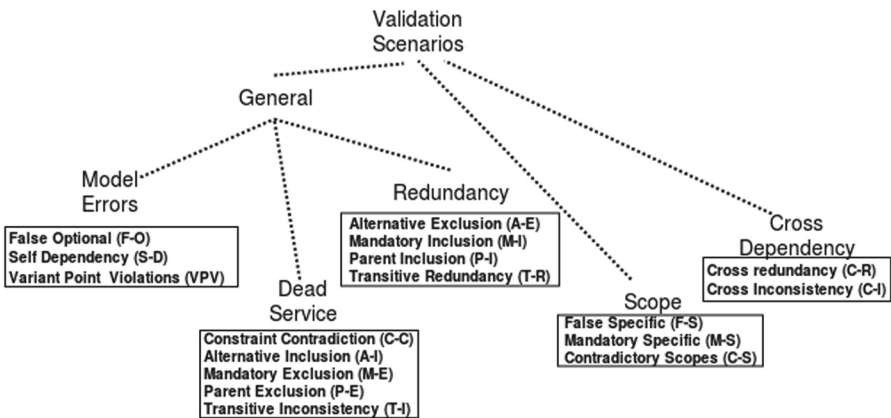 Validation
Scenarios
General
Model
Errors
False Optional (F-O)
Self Dependency (S-D)
Variant Point Violations (VPV)
Redundancy
Alternative Exclusion (A-E)
Mandatory Inclusion (M-I)
Parent Inclusion (P-I)
Transitive Redundancy (T-R)
Dead
Service
Constraint Contradiction (C-C)
Alternative Inclusion (A-I)
Mandatory Exclusion (M-E)
Parent Exclusion (P-E)
Transitive Inconsistency (T-I)
Scope
False Specific (F-S)
Mandatory Specific (M-S)
Contradictory Scopes (C-S)
Cross
Dependency
Cross redundancy (C-R)
Cross Inconsistency (C-I)